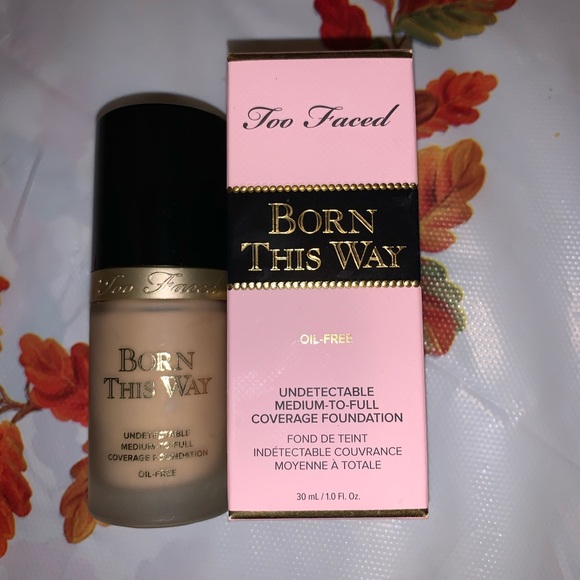 Too Faced
BORN
THIS WAY
UNDETECTABLE
MEDIUM-TO-FULL
COVERAGE FOUNDATION
OIL-FREE
Too Faced
BORN
THIS WAY
OIL-FREE
UNDETECTABLE
MEDIUM-TO-FULL
COVERAGE FOUNDATION
FOND DE TEINT
INDÉTECTABLE COUVRANCE
MOYENNE À TOTALE
30 mL / 1.0 Fl. Oz.